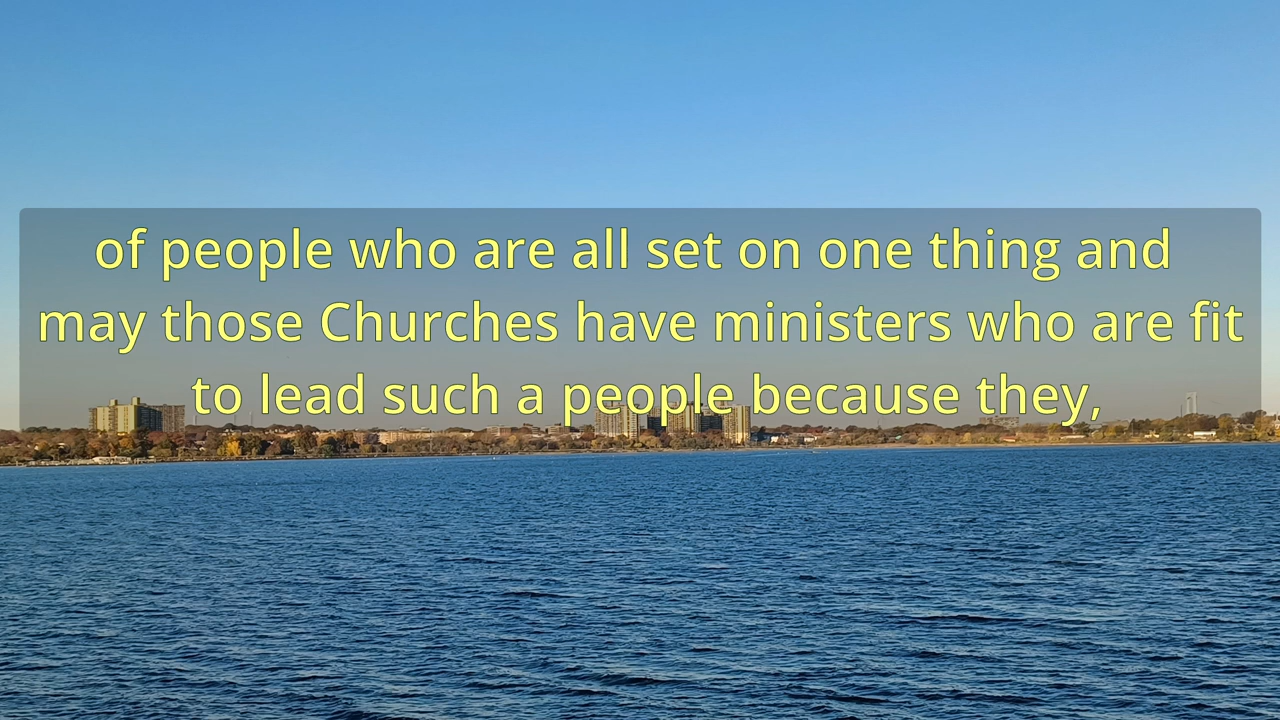 of people who are all set on one thing and
may those Churches have ministers who are fit
to lead such a people because they,